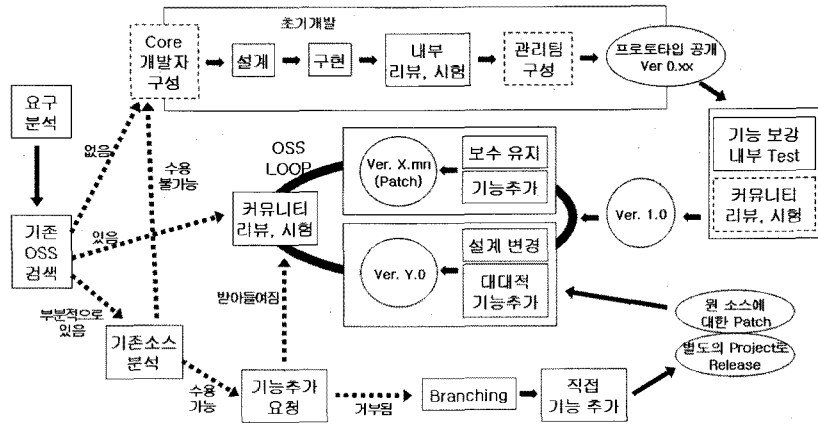 초기개발
Core
개발자
구성
설계
구현
내부
리뷰, 시험
관리팀
구성
프로토타입 공개
Ver 0.xx
요구
분석
없음
수용
불가능
OSS
LOOP
Ver. X.mn
(Patch)
보수 유지
기능추가
기능 보강
내부 Test
커뮤니티
리뷰, 시험
Ver. 1.0
기존
OSS
검색
있음
커뮤니티
리뷰, 시험
Ver. Y.0
설계 변경
대대적
기능추가
받아들여짐
부분적으로
있음
기존소스
분석
수용
가능
기능추가
요청
거부됨
Branching
직접
기능 추가
원 소스에
대한 Patch
별도의 Project로
Release